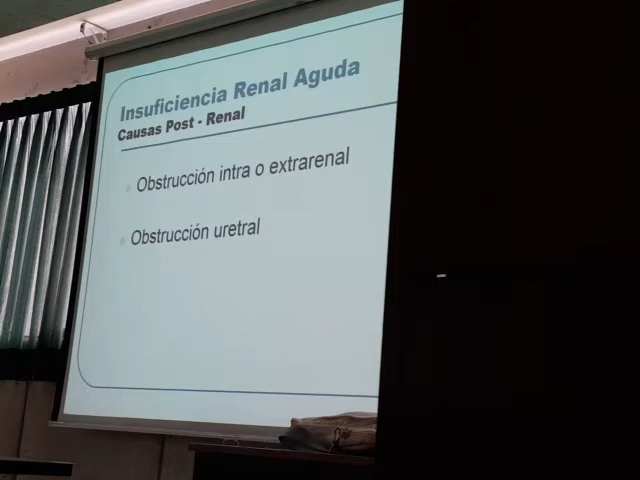 Insuficiencia Renal Aguda
Causas Post - Renal
Obstrucción intra o extrarenal
Obstrucción uretral